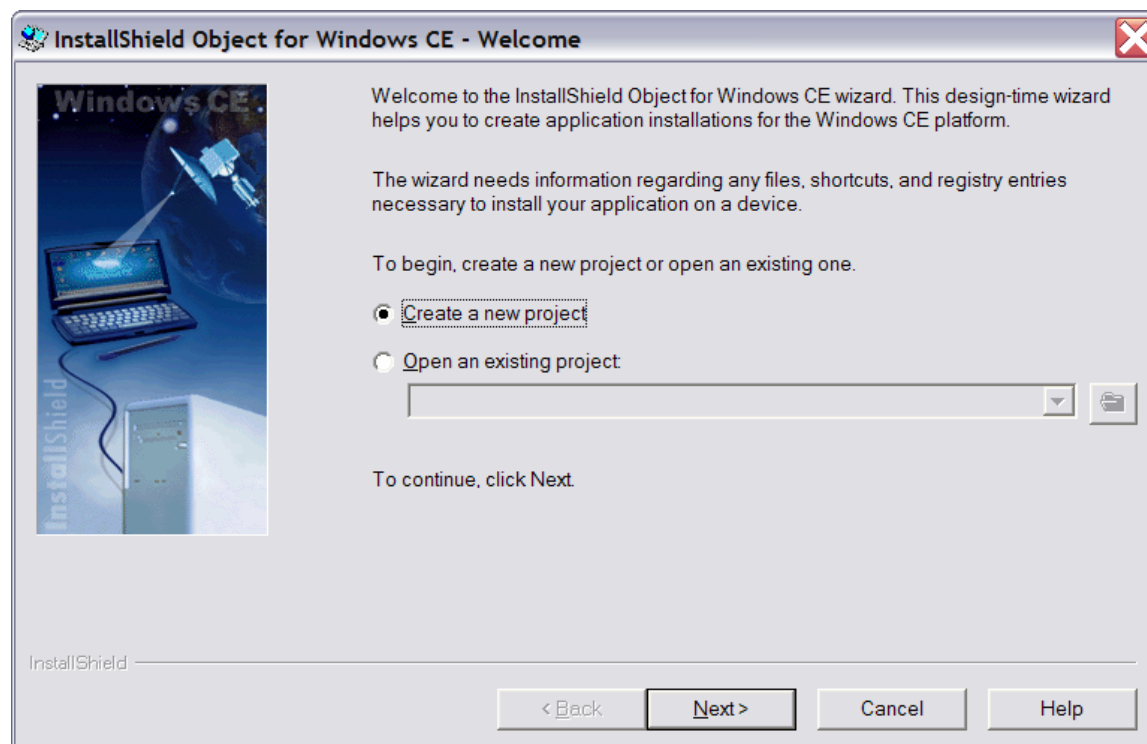 InstallShield Object for Windows CE - Welcome
Windows CE
InstallShield
Welcome to the InstallShield Object for Windows CE wizard. This design-time wizard
helps you to create application installations for the Windows CE platform.
The wizard needs information regarding any files, shortcuts, and registry entries
necessary to install your application on a device.
To begin, create a new project or open an existing one.
Create a new project
Open an existing project:
To continue, click Next.
InstallShield
< Back
Next >
Cancel
Help